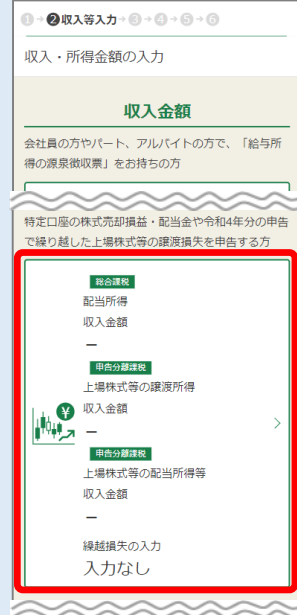 1→2収入等入力→3→4→5→6
収入・所得金額の入力
収入金額
会社員の方やパート、アルバイトの方で、「給与所
得の源泉徴収票」をお持ちの方
特定口座の株式売却損益・配当金や令和4年分の申告
で繰り越した上場株式等の譲渡損失を申告する方
総合課税
配当所得
収入金額
ー
申告分離課税
上場株式等の譲渡所得
収入金額
ー
¥
申告分離課税
上場株式等の配当所得等
収入金額
ー
繰越損失の入力
入力なし